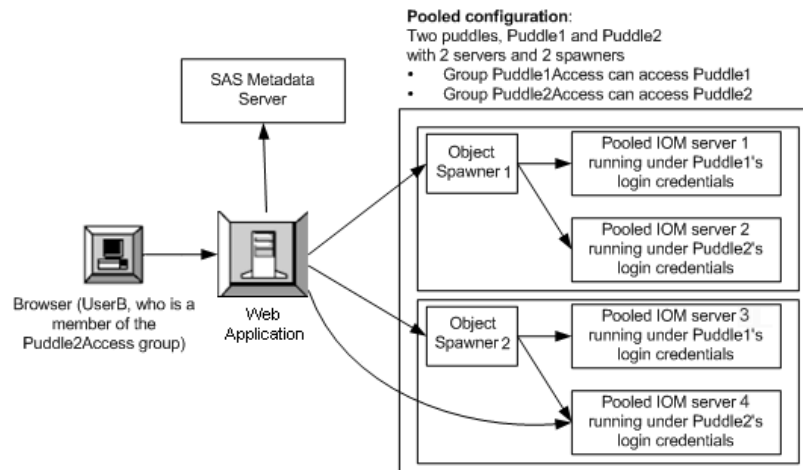 Pooled configuration:
Two puddles, Puddle1 and Puddle2
with 2 servers and 2 spawners
• Group Puddle1Access can access Puddle1
• Group Puddle2Access can access Puddle2
SAS Metadata
Server
Object
Spawner 1
Pooled IOM server 1
running under Puddle1's
login credentials
Pooled IOM server 2
running under Puddle2's
login credentials
Browser (UserB, who is a
member of the
Puddle2Access group)
Web
Application
Object
Spawner 2
Pooled IOM server 3
running under Puddle1's
login credentials
Pooled IOM server 4
running under Puddle2's
login credentials